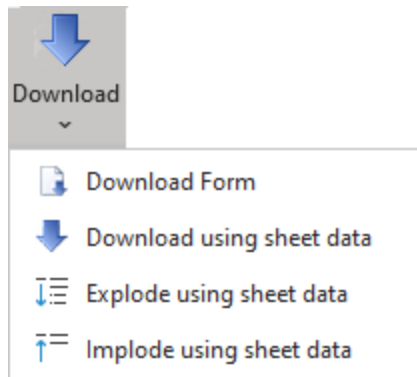 Download
Download Form
Download using sheet data
Explode using sheet data
Implode using sheet data